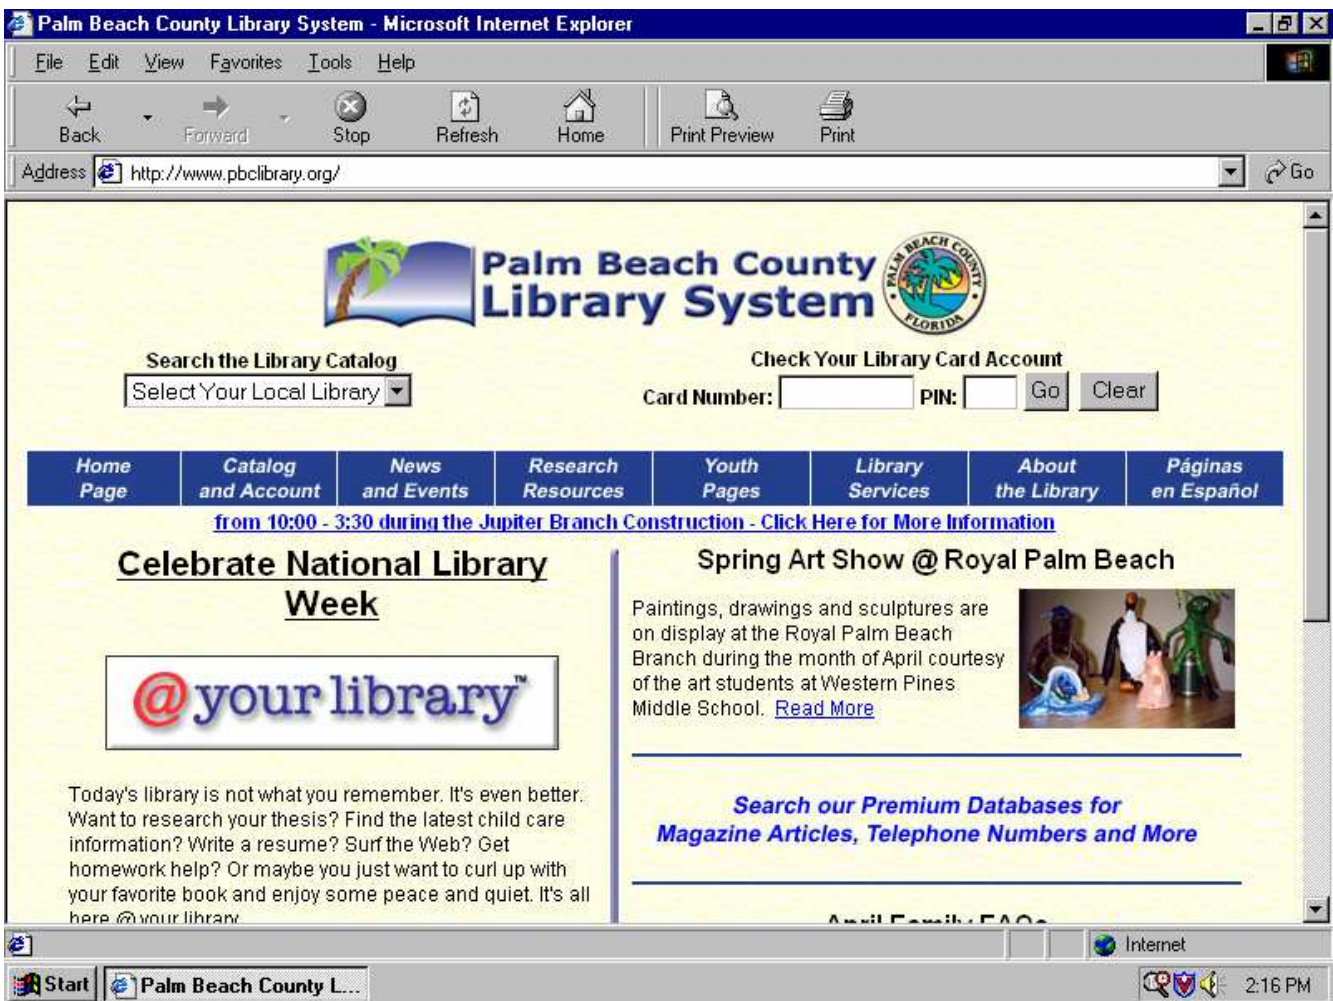 Palm Beach County Library System - Microsoft Internet Explorer
File Edit View Favorites Tools Help
Back Forward Stop Refresh Home Print Preview Print
Address http://www.pbclibrary.org/ Go
Palm Beach County
Library System
PALM BEACH COUNTY
FLORIDA
Search the Library Catalog
Select Your Local Library
Check Your Library Card Account
Card Number: PIN: Go Clear
Home Page
Catalog and Account
News and Events
Research Resources
Youth Pages
Library Services
About the Library
Páginas en Español
from 10:00 - 3:30 during the Jupiter Branch Construction - Click Here for More Information
Celebrate National Library
Week
@ your library™
Today's library is not what you remember. It's even better.
Want to research your thesis? Find the latest child care
information? Write a resume? Surf the Web? Get
homework help? Or maybe you just want to curl up with
your favorite book and enjoy some peace and quiet. It's all
here @ your library
Spring Art Show @ Royal Palm Beach
Paintings, drawings and sculptures are
on display at the Royal Palm Beach
Branch during the month of April courtesy
of the art students at Western Pines
Middle School. Read More
Search our Premium Databases for
Magazine Articles, Telephone Numbers and More
April Family FAQs
Internet
Start Palm Beach County L... 2:16 PM